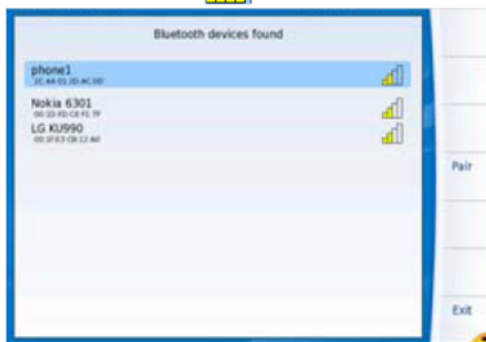 Bluetooth devices found
phone1
Nokia 6301
LG KU990
Pair
Exit